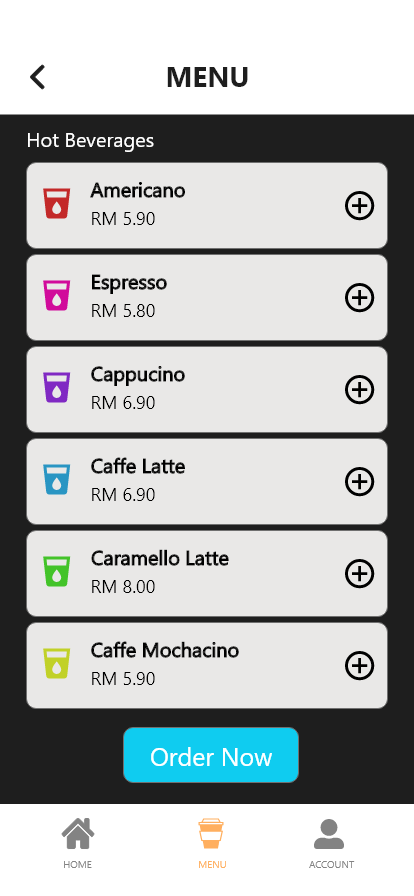 MENU
Hot Beverages
Americano
RM 5.90
Espresso
RM 5.80
Cappucino
RM 6.90
Caffe Latte
RM 6.90
Caramello Latte
RM 8.00
Caffe Mochacino
RM 5.90
Order Now
HOME MENU ACCOUNT